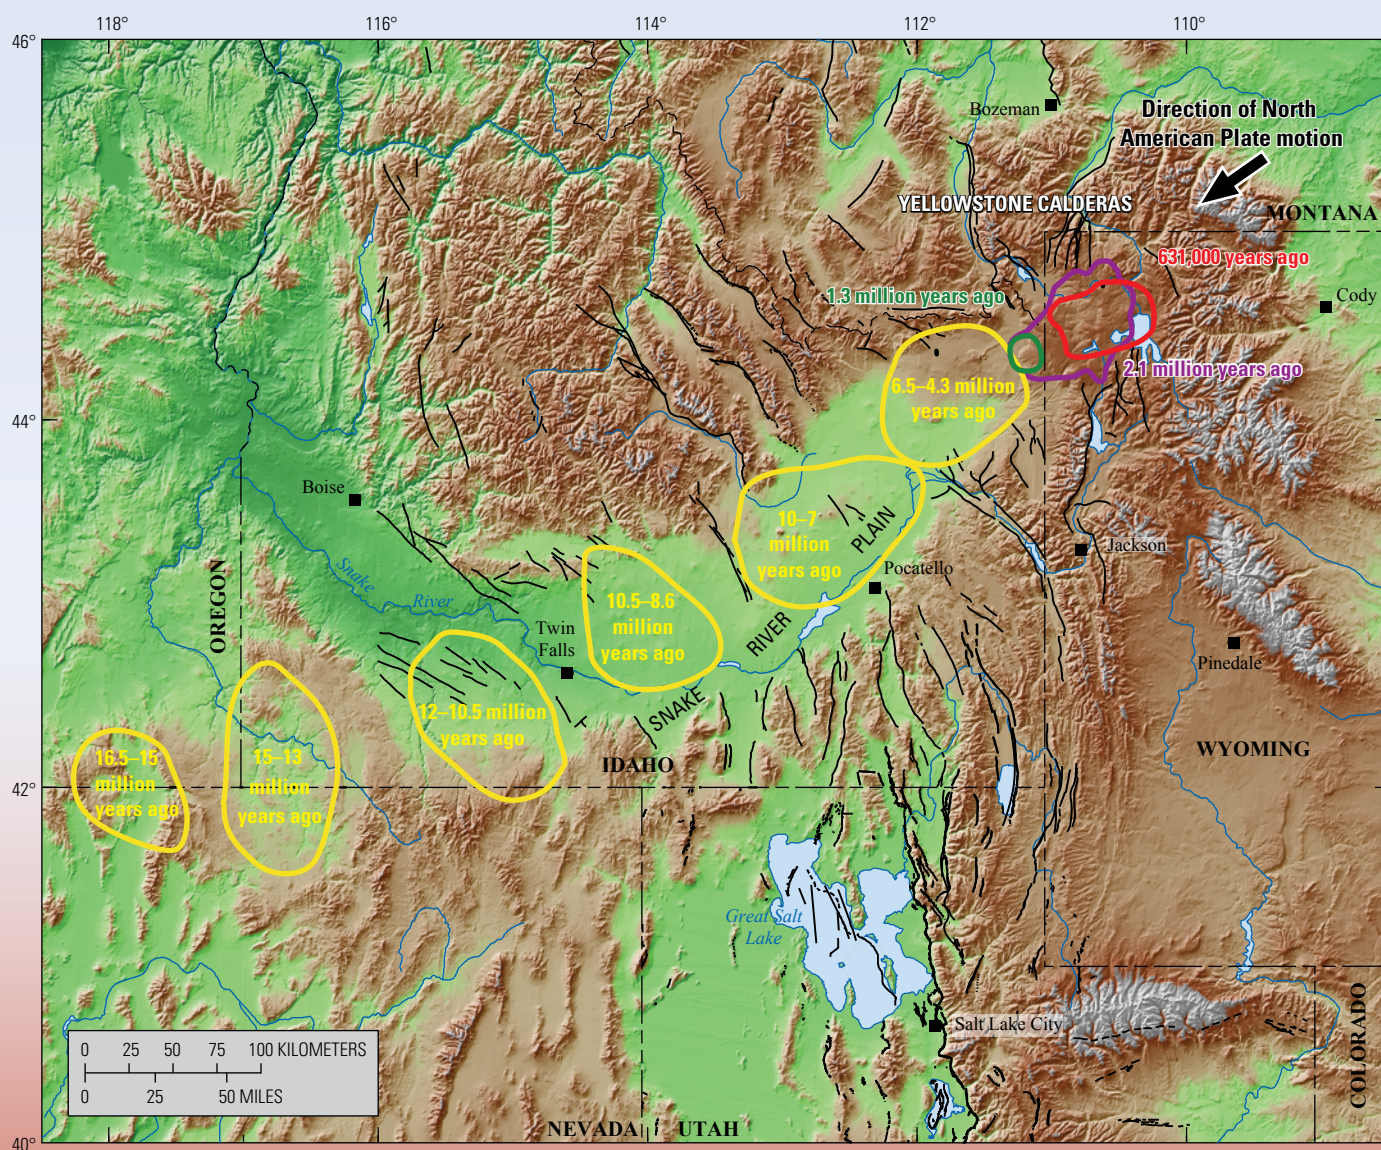 118°
116°
114°
112°
110°
46°
44°
42°
40°
Bozeman
Direction of North
American Plate motion
YELLOWSTONE CALDERAS
MONTANA
631,000 years ago
1.3 million years ago
Cody
2.1 million years ago
6.5–4.3 million
years ago
Boise
10–7
million
years ago
PLAIN
Jackson
Pocatello
Snake
River
OREGON
10.5–8.6
million
years ago
Twin
Falls
RIVER
SNAKE
Pinedale
12–10.5 million
years ago
WYOMING
16.5–15
million
years ago
15–13
million
years ago
IDAHO
Great Salt
Lake
Salt Lake City
COLORADO
0 25 50 75 100 KILOMETERS
0 25 50 MILES
NEVADA
UTAH